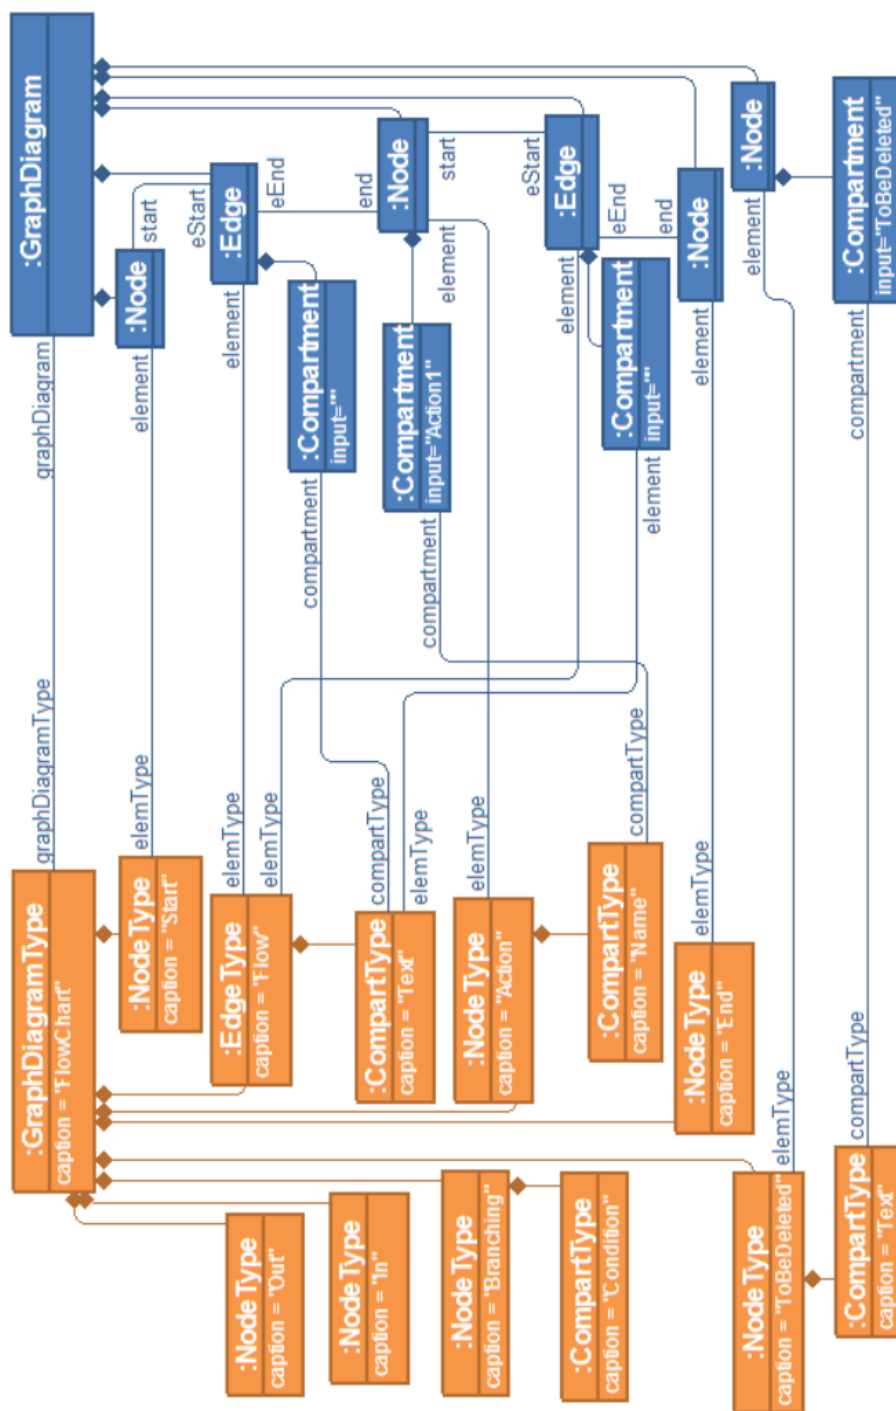 :GraphDiagramType
caption = "FlowChart"
graphDiagramType
graphDiagram
:GraphDiagram
:NodeType
caption = "Start"
elemType
element
:Node
start
eStart
:NodeType
caption = "Out"
:EdgeType
caption = "Flow"
elemType
elemType
element
:Edge
eEnd
end
:NodeType
caption = "In"
:CompartType
caption = "Text"
compartType
elemType
compartment
:Compartment
input=""
:Compartment
input="Action1"
compartment
:Node
element
start
eStart
:NodeType
caption = "Branching"
:NodeType
caption = "Action"
elemType
element
:Edge
eEnd
end
:CompartType
caption = "Condition
:CompartType
caption = "Name"
compartType
element
:Compartment
input=""
:NodeType
caption = "End"
elemType
element
:Node
:NodeType
caption = "ToBeDeleted"
elemType
element
:Node
:CompartType
caption = "Text"
compartType
compartment
:Compartment
input="ToBeDeleted"